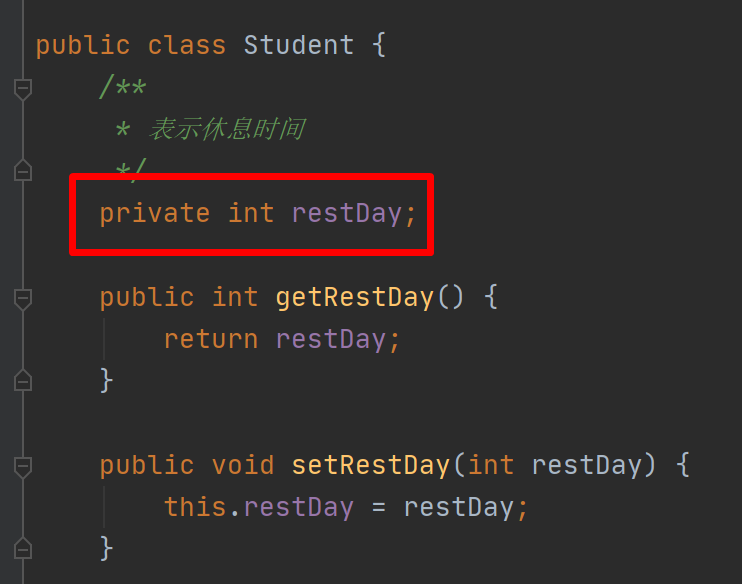 public class Student {
/**
* 表示休息时间
*/
private int restDay;
public int getRestDay() {
return restDay;
}
public void setRestDay(int restDay) {
this.restDay = restDay;
}